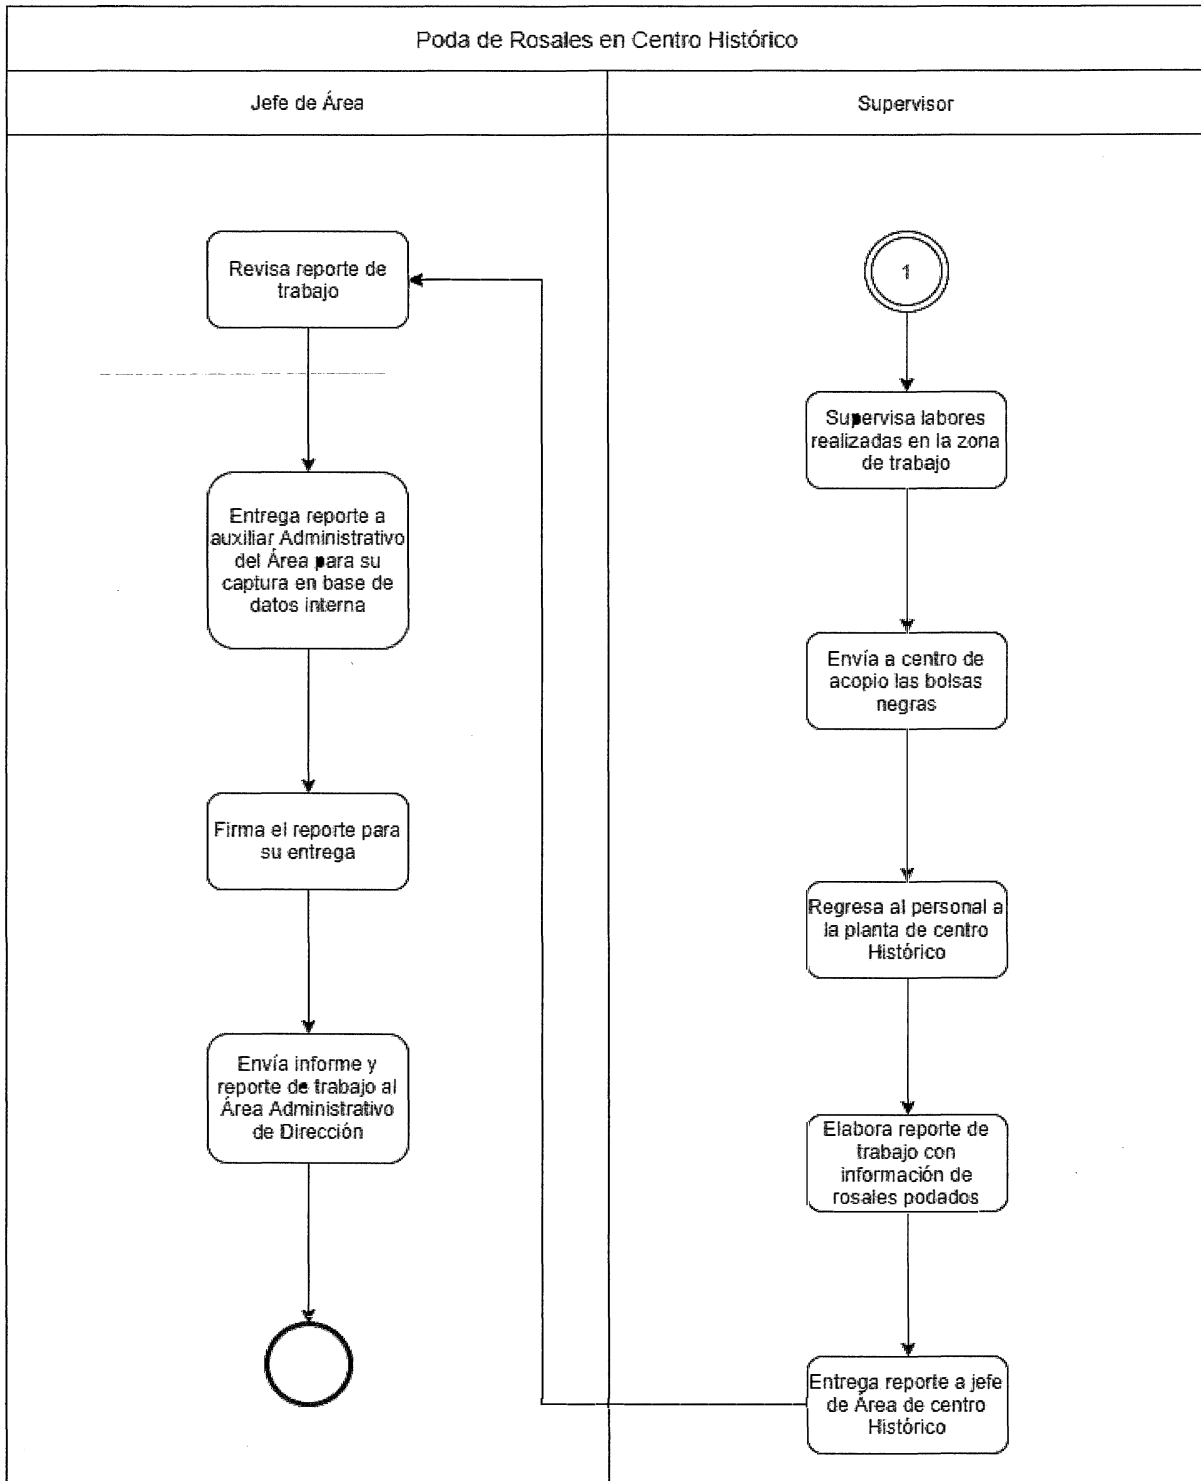 Poda de Rosales en Centro Histórico
Jefe de Área
Supervisor
Revisa reporte de
trabajo
Entrega reporte a
auxiliar Administrativo
del Área para su
captura en base de
datos interna
Firma el reporte para
su entrega
Envía informe y
reporte de trabajo al
Área Administrativo
de Dirección
1
Supervisa labores
realizadas en la zona
de trabajo
Envía a centro de
acopio las bolsas
negras
Regresa al personal a
la planta de centro
Histórico
Elabora reporte de
trabajo con
información de
rosales podados
Entrega reporte a jefe
de Área de centro
Histórico